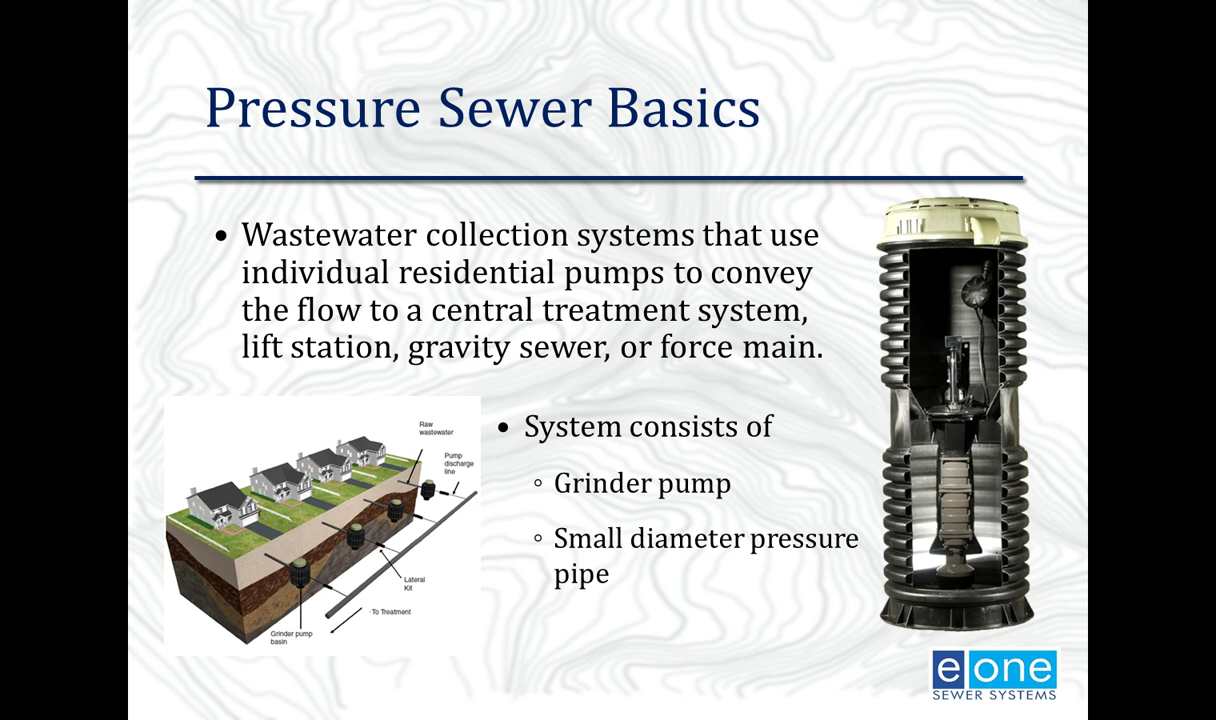 Pressure Sewer Basics
• Wastewater collection systems that use
individual residential pumps to convey
the flow to a central treatment system,
lift station, gravity sewer, or force main.
• System consists of
◦ Grinder pump
◦ Small diameter pressure
pipe
Raw
wastewater
Pump
discharge
line
Lateral
Kit
To Treatment
Grinder pump
basin
e one
SEWER SYSTEMS